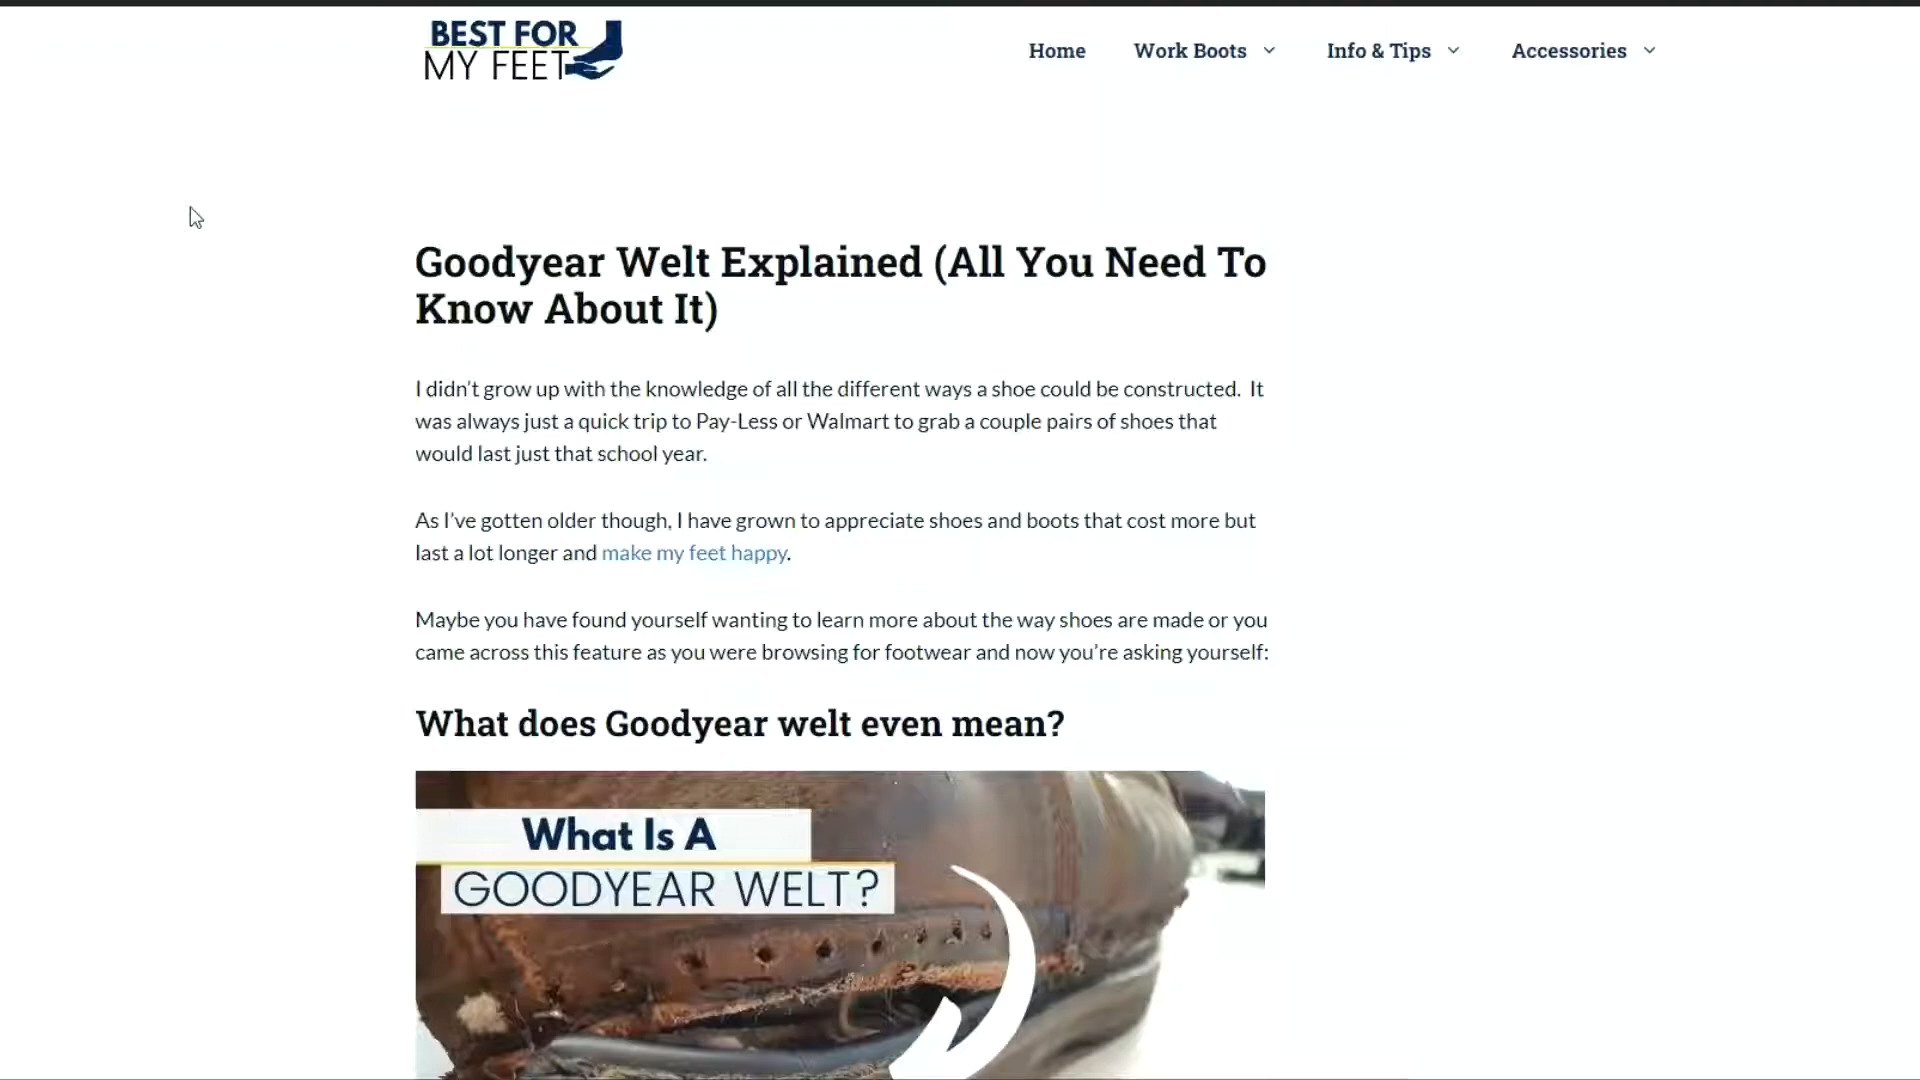 BEST FOR
MY FEET
Home Work Boots Info & Tips Accessories
Goodyear Welt Explained (All You Need To
Know About It)
I didn't grow up with the knowledge of all the different ways a shoe could be constructed. It
was always just a quick trip to Pay-Less or Walmart to grab a couple pairs of shoes that
would last just that school year.
As I've gotten older though, I have grown to appreciate shoes and boots that cost more but
last a lot longer and make my feet happy.
Maybe you have found yourself wanting to learn more about the way shoes are made or you
came across this feature as you were browsing for footwear and now you're asking yourself:
What does Goodyear welt even mean?
What Is A
GOODYEAR WELT?